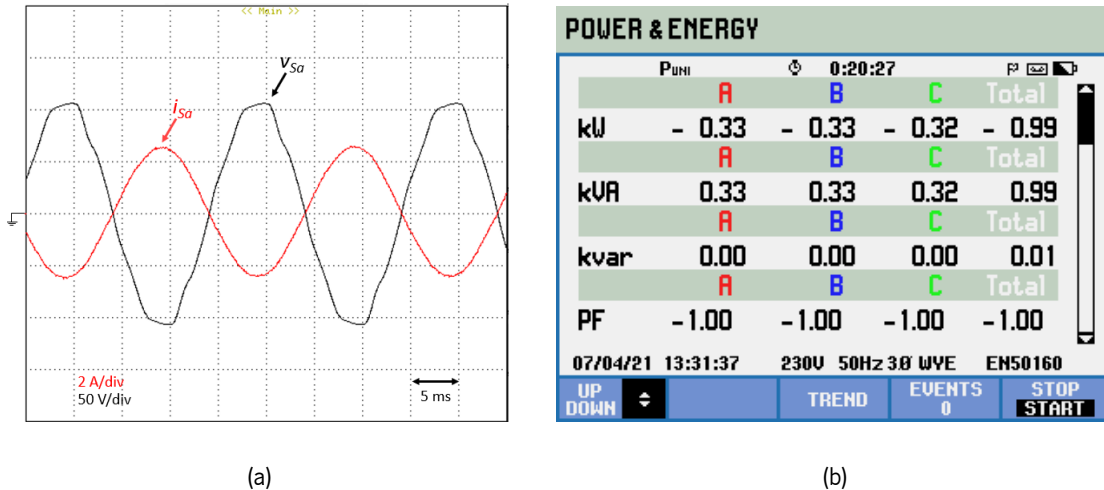 << Main >>
vSa
iSa
2 A/div
50 V/div
5 ms
(a)
POWER & ENERGY
PUNI 0:20:27
A B C Total
kW - 0.33 - 0.33 - 0.32 - 0.99
A B C Total
kVA 0.33 0.33 0.32 0.99
A B C Total
kvar 0.00 0.00 0.00 0.01
A B C Total
PF -1.00 -1.00 -1.00 -1.00
07/04/21 13:31:37 230V 50Hz 3Ø WYE EN50160
UP DOWN TREND EVENTS 0 STOP START
(b)